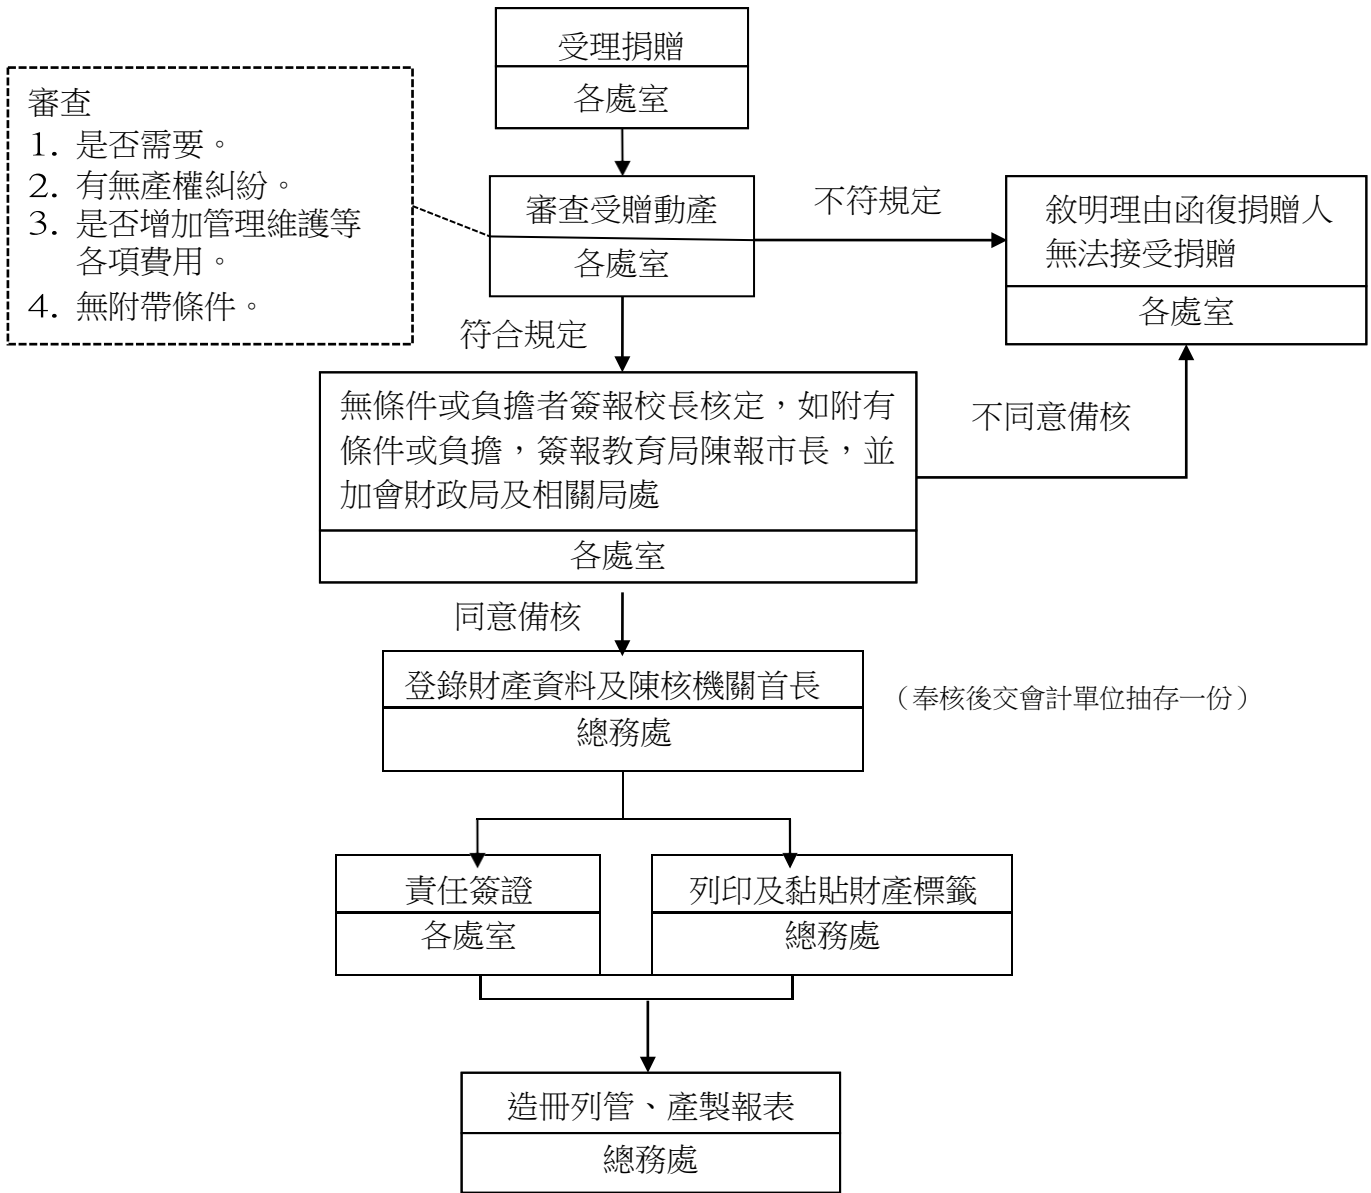 受理捐贈
各處室
審查
1. 是否需要。
2. 有無產權糾紛。
3. 是否增加管理維護等
各項費用。
4. 無附帶條件。
審查受贈動產
各處室
不符規定
敘明理由函復捐贈人
無法接受捐贈
各處室
符合規定
無條件或負擔者簽報校長核定，如附有
條件或負擔，簽報教育局陳報市長，並
加會財政局及相關局處
各處室
不同意備核
同意備核
登錄財產資料及陳核機關首長
總務處
（奉核後文會計單位抽存一份）
責任簽證
各處室
列印及黏貼財產標籤
總務處
造冊列管、產製報表
總務處